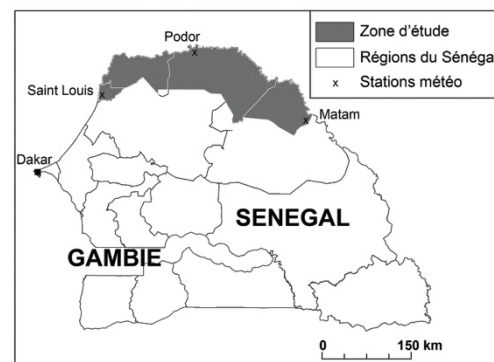 Podor
Zone d'étude
Régions du Sénéga
x Stations météo
Saint Louis
Matam
Dakar
SENEGAL
GAMBIE
0 150 km